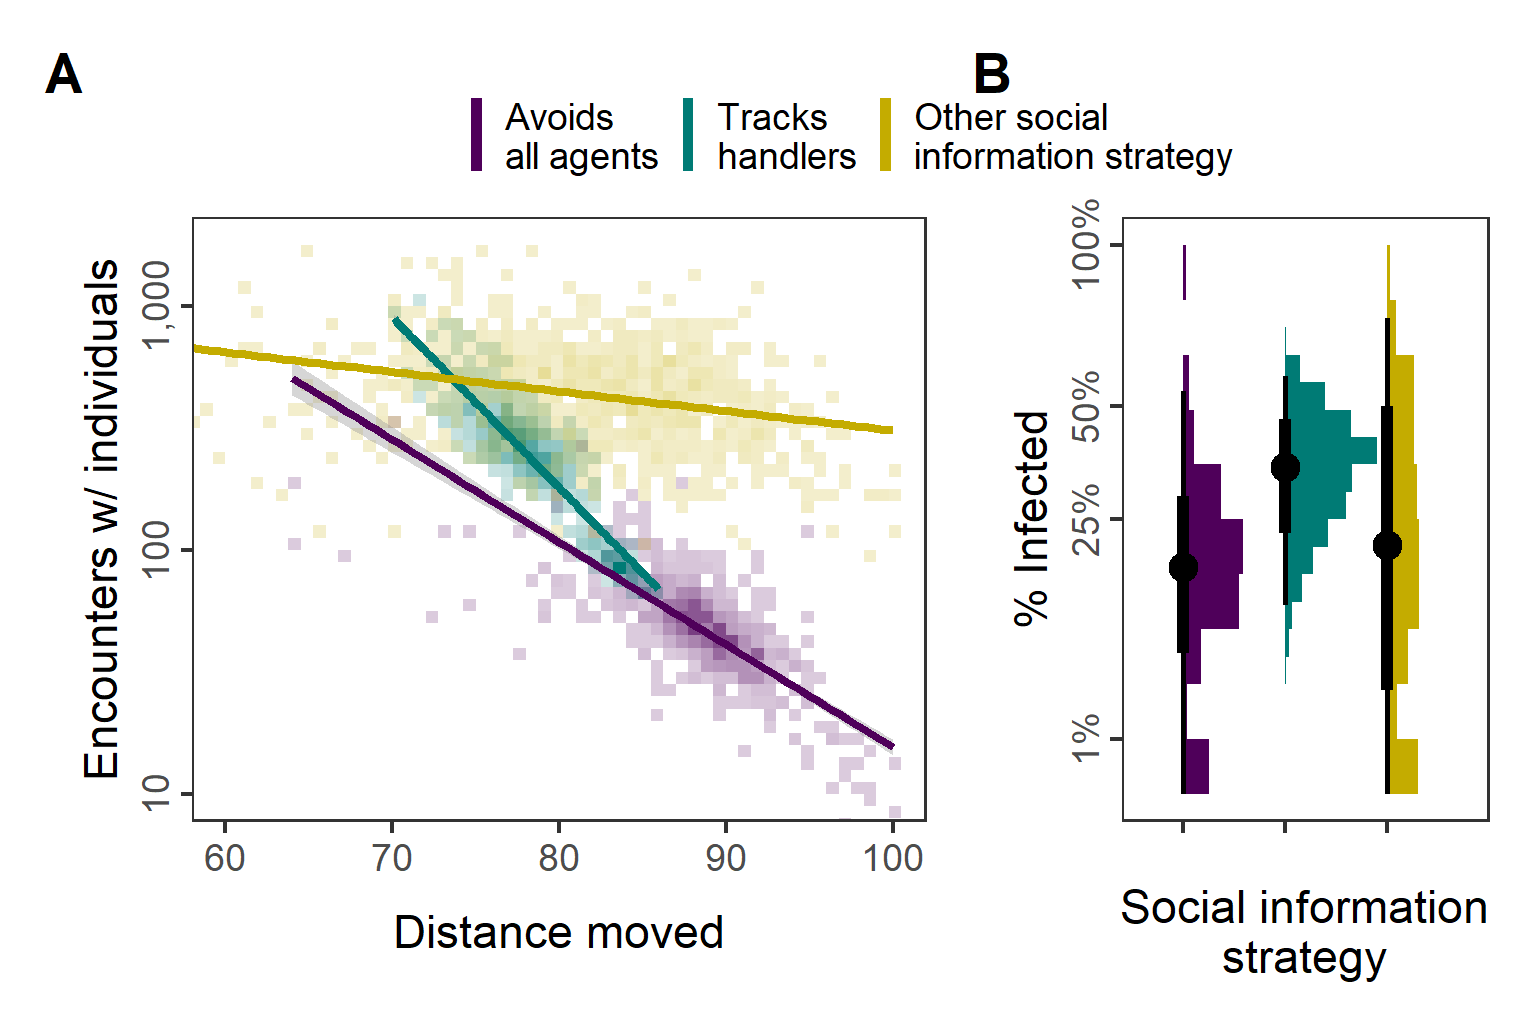 A
B
Avoids
all agents
Tracks
handlers
Other social
information strategy
Encounters w/ individuals
1,000
100
10
60 70 80 90 100
Distance moved
% Infected
100%
50%
25%
1%
Social information
strategy